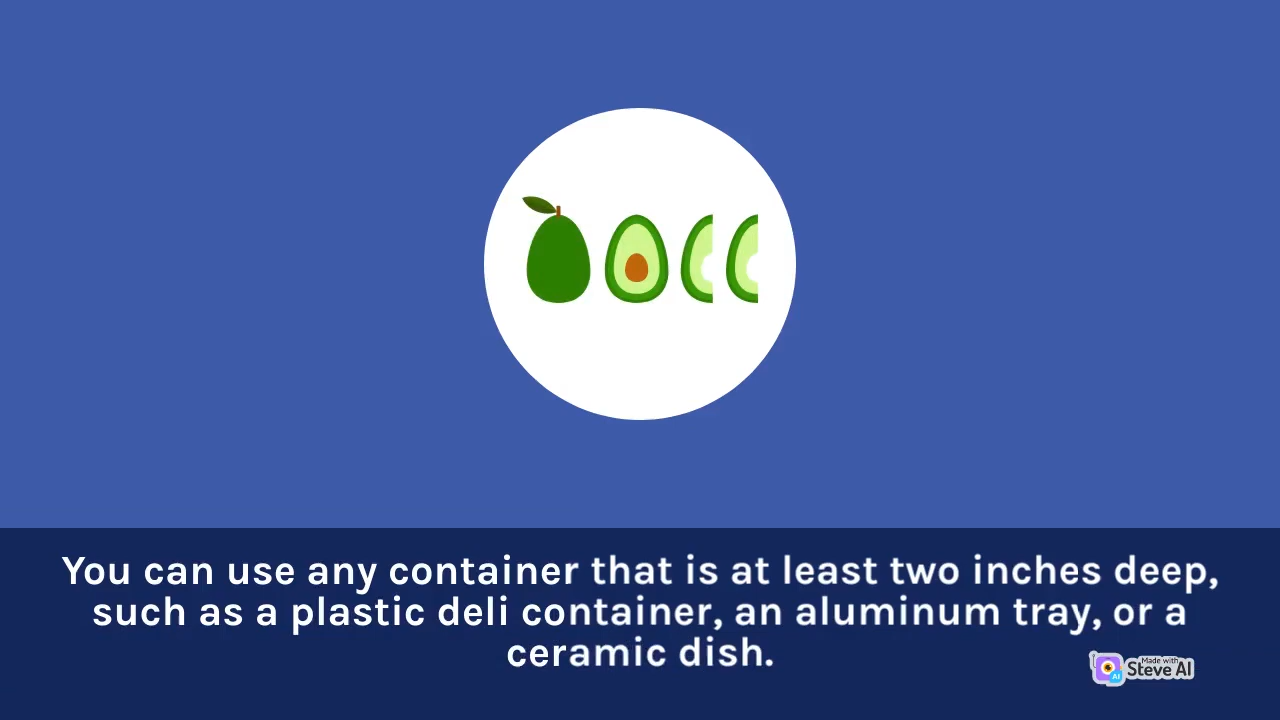 You can use any container that is at least two inches deep,
such as a plastic deli container, an aluminum tray, or a
ceramic dish.
Made with
Steve AI
AI